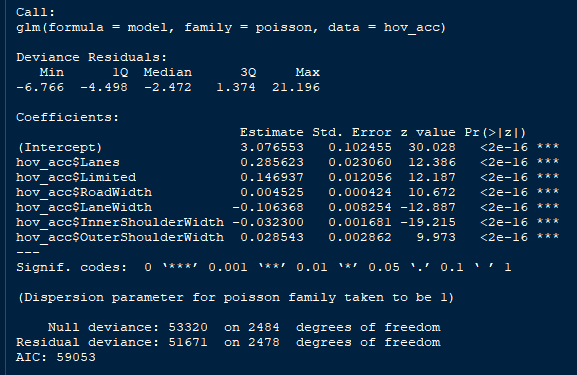 Call:
glm(formula = model, family = poisson, data = hov_acc)
Deviance Residuals:
Min 1Q Median 3Q Max
-6.766 -4.498 -2.472 1.374 21.196
Coefficients:
Estimate Std. Error z value Pr(>|z|)
(Intercept) 3.076553 0.102455 30.028 <2e-16 ***
hov_acc$Lanes 0.285623 0.023060 12.386 <2e-16 ***
hov_acc$Limited 0.146937 0.012056 12.187 <2e-16 ***
hov_acc$RoadWidth 0.004525 0.000424 10.672 <2e-16 ***
hov_acc$LaneWidth -0.106368 0.008254 -12.887 <2e-16 ***
hov_acc$InnerShoulderWidth -0.032300 0.001681 -19.215 <2e-16 ***
hov_acc$OuterShoulderWidth 0.028543 0.002862 9.973 <2e-16 ***
---
Signif. codes: 0 ‘***’ 0.001 ‘**’ 0.01 ‘*’ 0.05 ‘.’ 0.1 ‘ ’ 1
(Dispersion parameter for poisson family taken to be 1)
Null deviance: 53320 on 2484 degrees of freedom
Residual deviance: 51671 on 2478 degrees of freedom
AIC: 59053